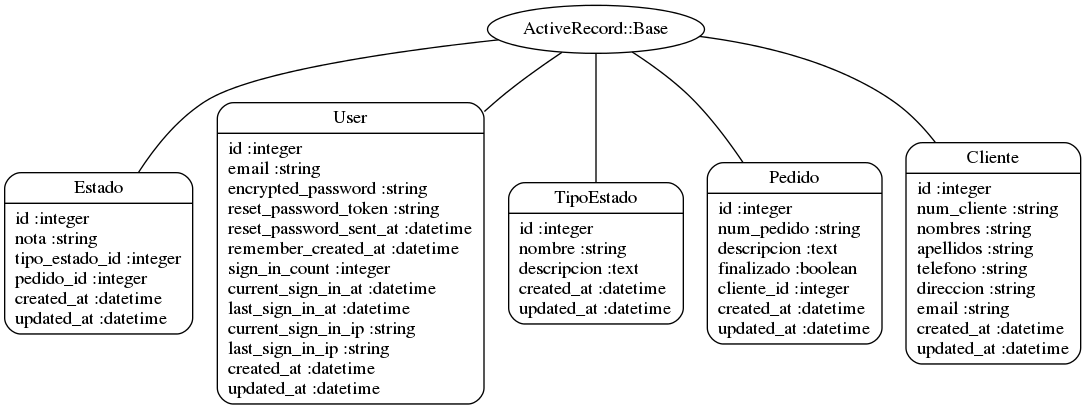 ActiveRecord::Base
Estado
id :integer
nota :string
tipo_estado_id :integer
pedido_id :integer
created_at :datetime
updated_at :datetime
User
id :integer
email :string
encrypted_password :string
reset_password_token :string
reset_password_sent_at :datetime
remember_created_at :datetime
sign_in_count :integer
current_sign_in_at :datetime
last_sign_in_at :datetime
current_sign_in_ip :string
last_sign_in_ip :string
created_at :datetime
updated_at :datetime
TipoEstado
id :integer
nombre :string
descripcion :text
created_at :datetime
updated_at :datetime
Pedido
id :integer
num_pedido :string
descripcion :text
finalizado :boolean
cliente_id :integer
created_at :datetime
updated_at :datetime
Cliente
id :integer
num_cliente :string
nombres :string
apellidos :string
telefono :string
direccion :string
email :string
created_at :datetime
updated_at :datetime